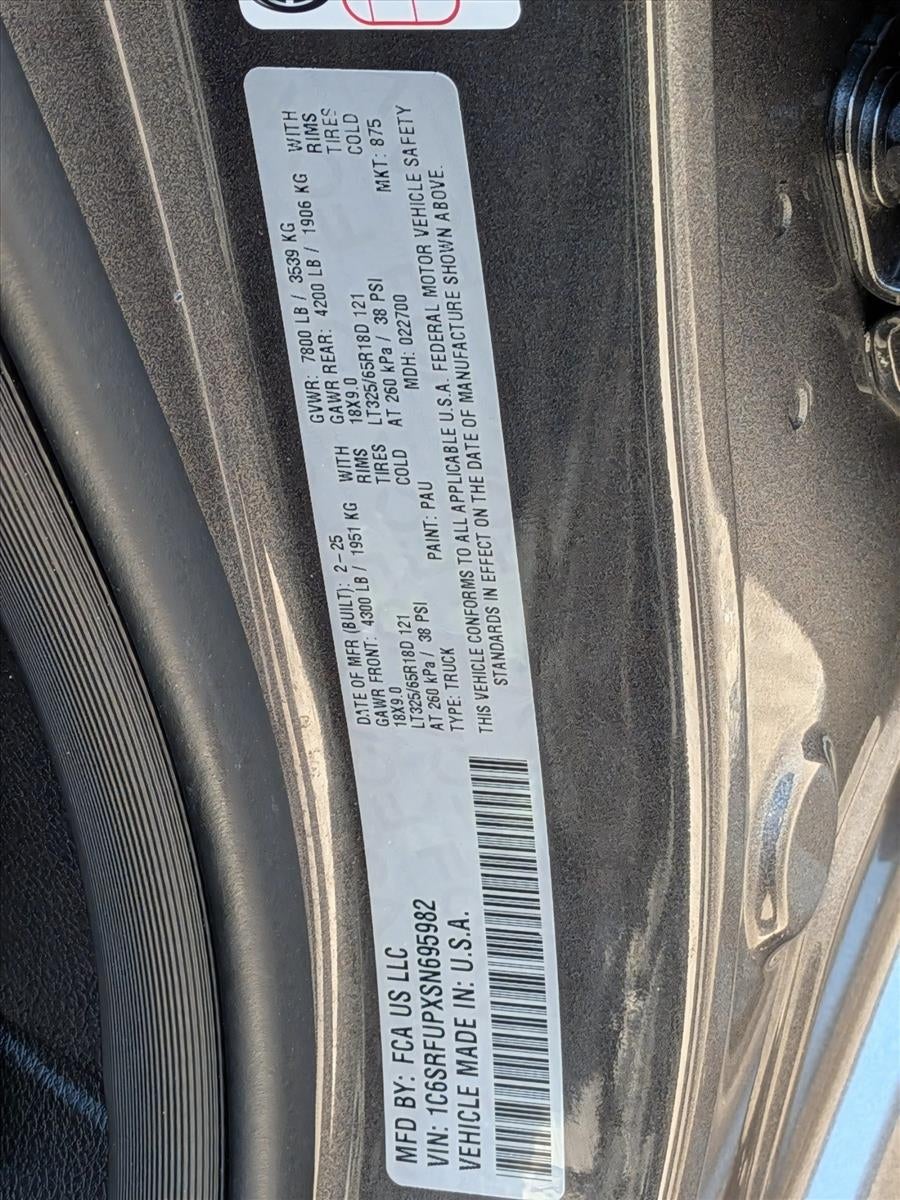 MFD BY: FCA US LLC
VIN: 1C6SRFUPXSN695982
VEHICLE MADE IN: U.S.A.
DATE OF MFR (BUILT): 2-25
GAWR FRONT: 4300 LB / 1951 KG WITH
18X9.0 RIMS
LT325/65R18D 121 TIRES
AT 260 kPa / 38 PSI COLD
GVWR: 7800 LB / 3539 KG
GAWR REAR: 4200 LB / 1906 KG WITH
18X9.0 RIMS
LT325/65R18D 121 TIRES
AT 260 kPa / 38 PSI COLD
TYPE: TRUCK PAINT: PAU MDH: 022700 MKT: 875
THIS VEHICLE CONFORMS TO ALL APPLICABLE U.S.A. FEDERAL MOTOR VEHICLE SAFETY
STANDARDS IN EFFECT ON THE DATE OF MANUFACTURE SHOWN ABOVE.